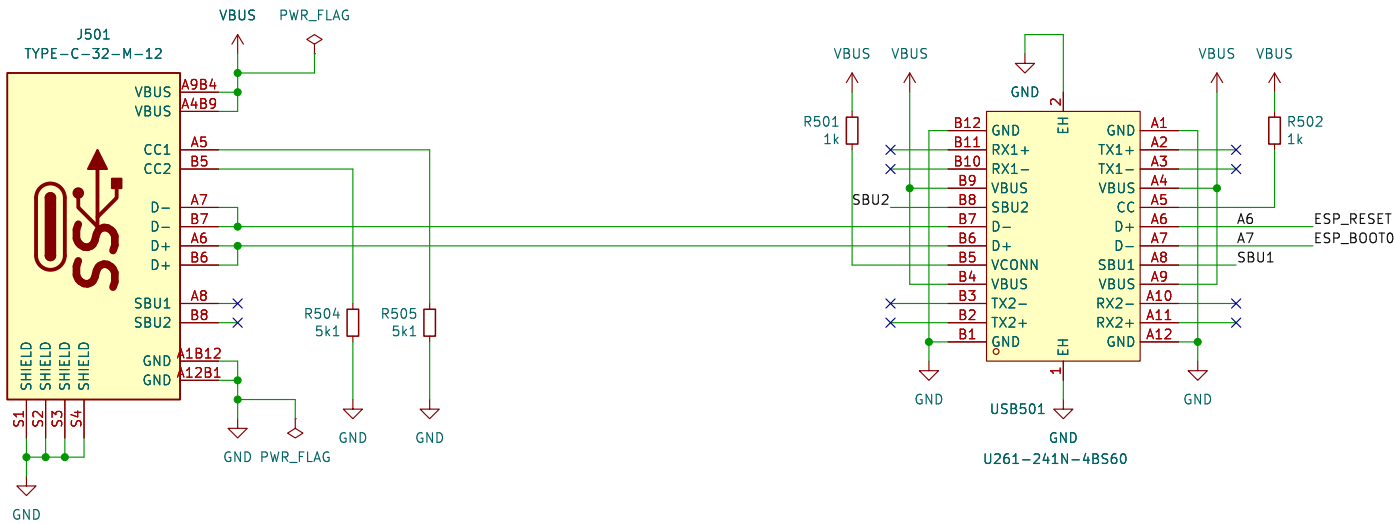 VBUS
PWR_FLAG
J501
TYPE-C-32-M-12
VBUS
A9B4
VBUS
A4B9
CC1
A5
CC2
B5
D-
A7
D-
B7
D+
A6
D+
B6
SBU1
A8
SBU2
B8
GND
A1B12
GND
A12B1
SHIELD
SHIELD
SHIELD
SHIELD
S1
S2
S3
S4
SS
GND
GND
PWR_FLAG
R504
5k1
GND
R505
5k1
GND
VBUS
VBUS
GND
VBUS
VBUS
R501
1k
R502
1k
2
EH
B12
GND
GND
A1
B11
RX1+
TX1+
A2
B10
RX1-
TX1-
A3
B9
VBUS
VBUS
A4
SBU2
B8
SBU2
CC
A5
B7
D-
D+
A6
A6
ESP_RESET
B6
D+
D-
A7
A7
ESP_BOOT0
B5
VCONN
SBU1
A8
SBU1
B4
VBUS
VBUS
A9
B3
TX2-
RX2-
A10
B2
TX2+
RX2+
A11
B1
GND
GND
A12
EH
1
GND
GND
USB501
GND
U261-241N-4BS60